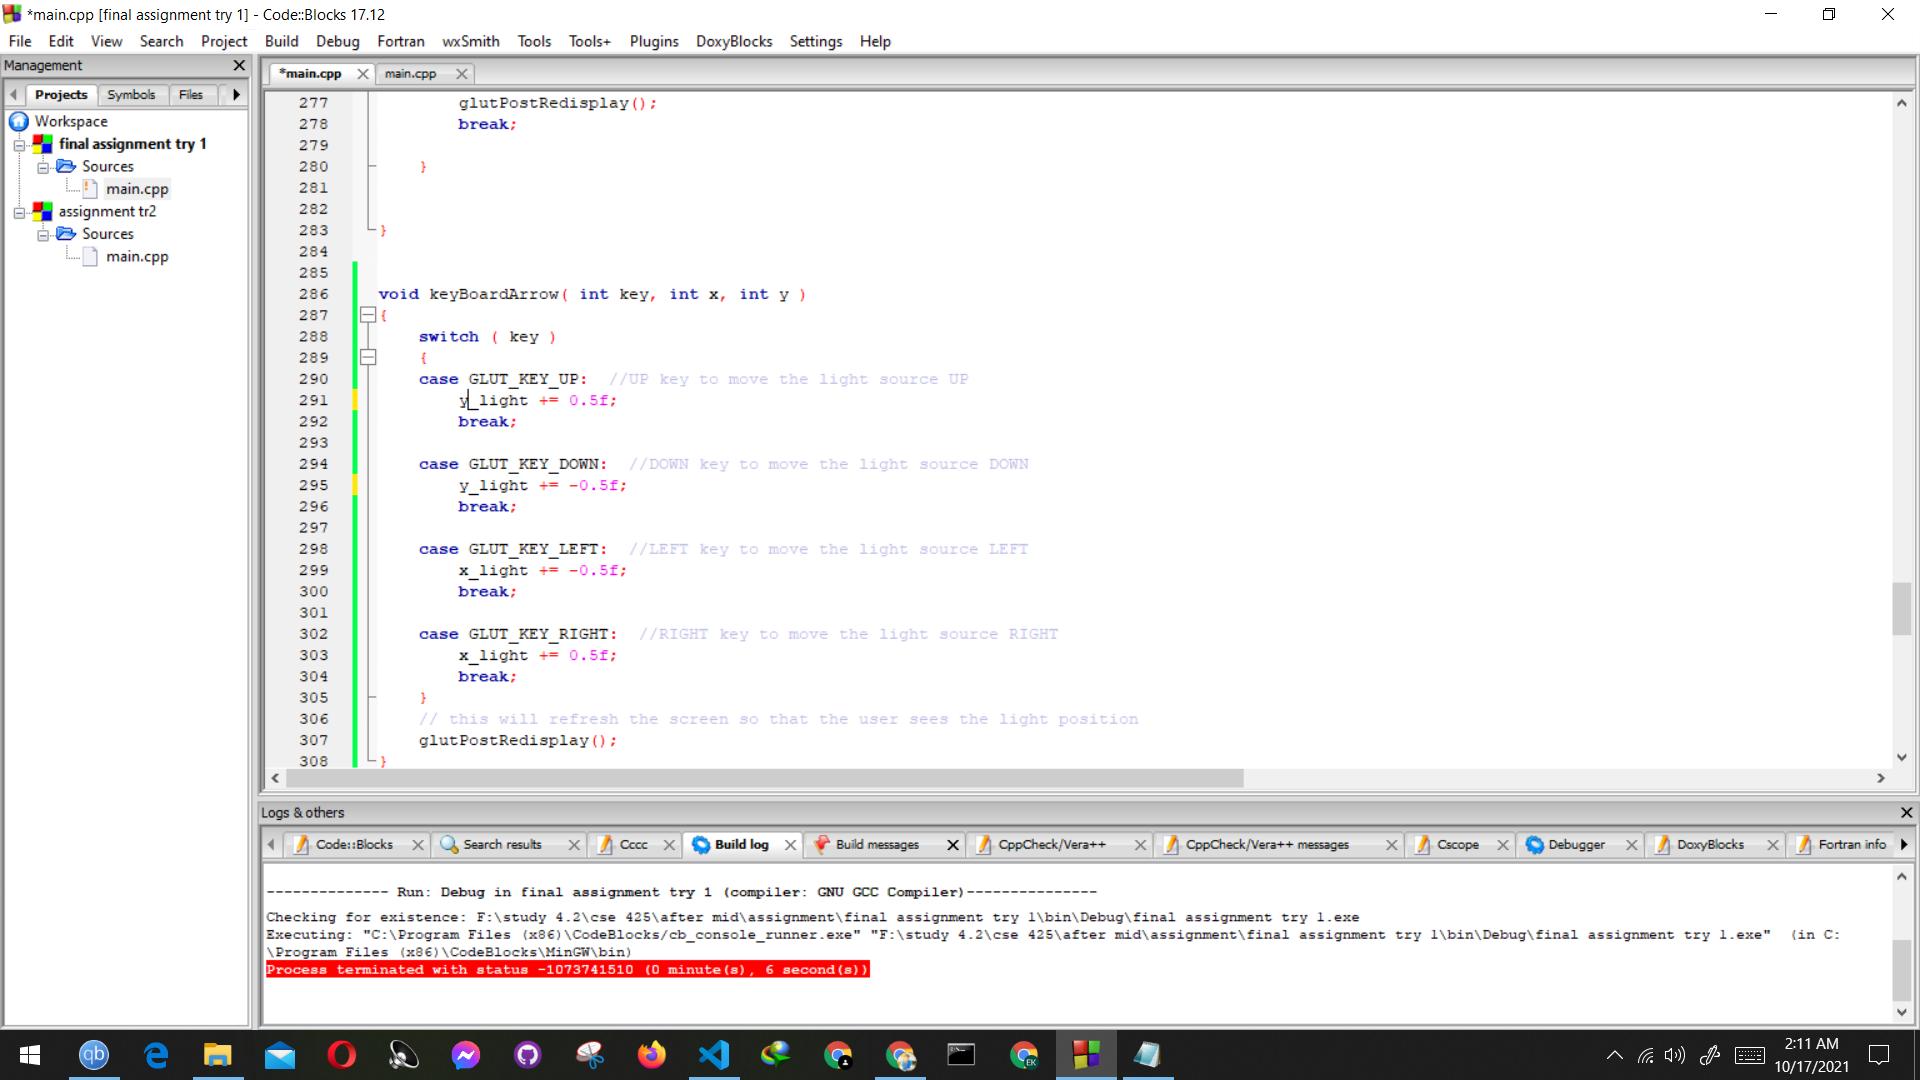 *main.cpp [final assignment try 1] - Code::Blocks 17.12
File Edit View Search Project Build Debug Fortran wxSmith Tools Tools+ Plugins DoxyBlocks Settings Help
Management
Projects Symbols Files
Workspace
final assignment try 1
Sources
main.cpp
assignment tr2
Sources
main.cpp
*main.cpp main.cpp
277 glutPostRedisplay();
278 break;
279
280 }
281
282
283 }
284
285
286 void keyBoardArrow( int key, int x, int y )
287 {
288 switch ( key )
289 {
290 case GLUT_KEY_UP: //UP key to move the light source UP
291 y_light += 0.5f;
292 break;
293
294 case GLUT_KEY_DOWN: //DOWN key to move the light source DOWN
295 y_light += -0.5f;
296 break;
297
298 case GLUT_KEY_LEFT: //LEFT key to move the light source LEFT
299 x_light += -0.5f;
300 break;
301
302 case GLUT_KEY_RIGHT: //RIGHT key to move the light source RIGHT
303 x_light += 0.5f;
304 break;
305 }
306 // this will refresh the screen so that the user sees the light position
307 glutPostRedisplay();
308 }
Logs & others
Code::Blocks Search results Cccc Build log Build messages CppCheck/Vera++ CppCheck/Vera++ messages Cscope Debugger DoxyBlocks Fortran info
-------------- Run: Debug in final assignment try 1 (compiler: GNU GCC Compiler)---------------
Checking for existence: F:\study 4.2\cse 425\after mid\assignment\final assignment try 1\bin\Debug\final assignment try 1.exe
Executing: "C:\Program Files (x86)\CodeBlocks/cb_console_runner.exe" "F:\study 4.2\cse 425\after mid\assignment\final assignment try 1\bin\Debug\final assignment try 1.exe" (in C:
\Program Files (x86)\CodeBlocks\MinGW\bin)
Process terminated with status -1073741510 (0 minute(s), 6 second(s))
qb
EK
2:11 AM
10/17/2021